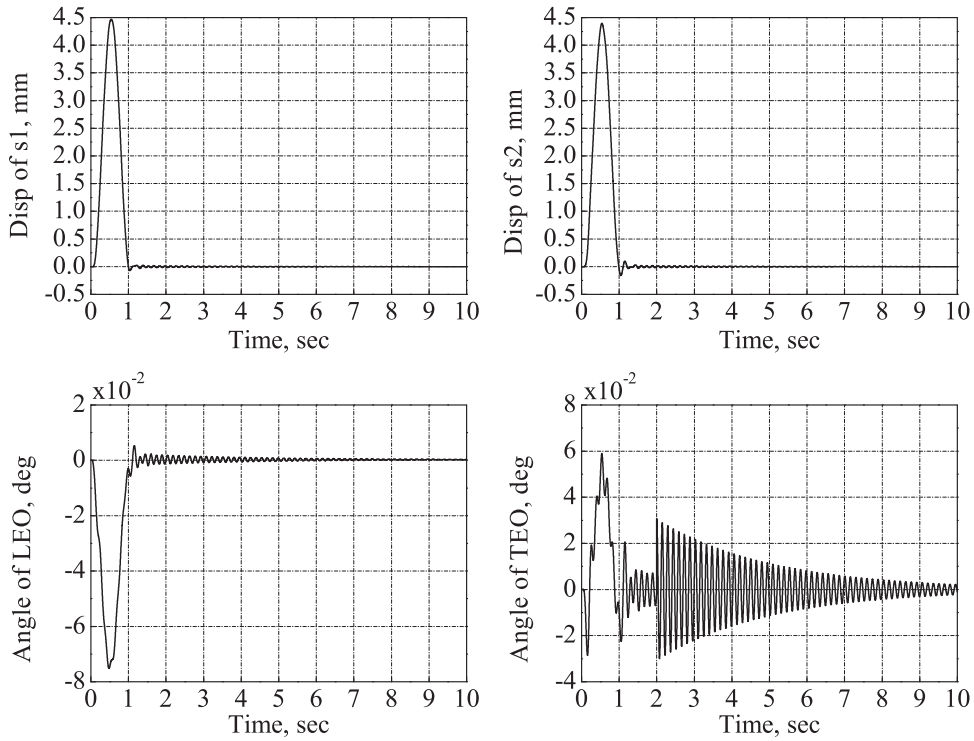 Disp of s1, mm
4.5
4.5
4.0
3.5
3.0
2.5
2.0
1.5
1.0
0.5
0.0
-0.5
0 1 2 3 4 5 6 7 8 9 10
Time, sec
Disp of s2, mm
4.5
4.5
4.0
3.5
3.0
2.5
2.0
1.5
1.0
0.5
0.0
-0.5
0 1 2 3 4 5 6 7 8 9 10
Time, sec
x10-2
Angle of LEO, deg
2
0
-2
-4
-6
-8
0 1 2 3 4 5 6 7 8 9 10
Time, sec
x10-2
Angle of TEO, deg
8
6
4
2
0
-2
-4
0 1 2 3 4 5 6 7 8 9 10
Time, sec